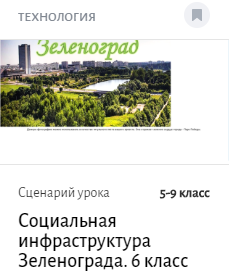 ТЕХНОЛОГИЯ
Зеленоград
Сценарий урока
5-9 класс
Социальная
инфраструктура
Зеленограда. 6 класс